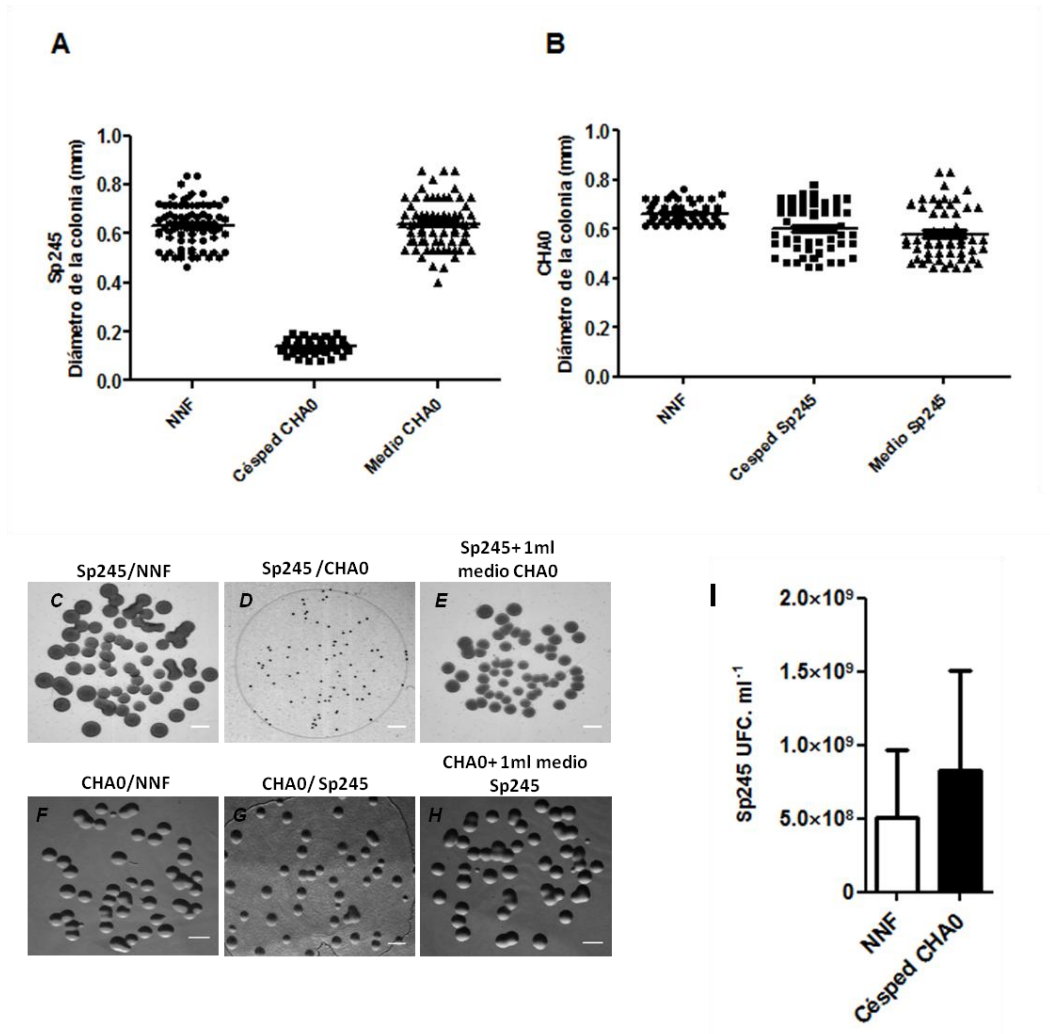 A
B
Sp245
Diámetro de la colonia (mm)
1.0
0.8
0.6
0.4
0.2
0.0
NNF
Césped CHA0
Medio CHA0
CHA0
Diámetro de la colonia (mm)
1.0
0.8
0.6
0.4
0.2
0.0
NNF
Cesped Sp245
Medio Sp245
Sp245/NNF
Sp245 /CHA0
Sp245+ 1ml
medio CHA0
C
D
E
CHA0/NNF
CHA0/ Sp245
CHA0+ 1ml medio
Sp245
F
G
H
I
Sp245 UFC. ml⁻¹
2.0×10⁹
1.5×10⁹
1.0×10⁹
5.0×10⁸
0
NNF
Césped CHA0